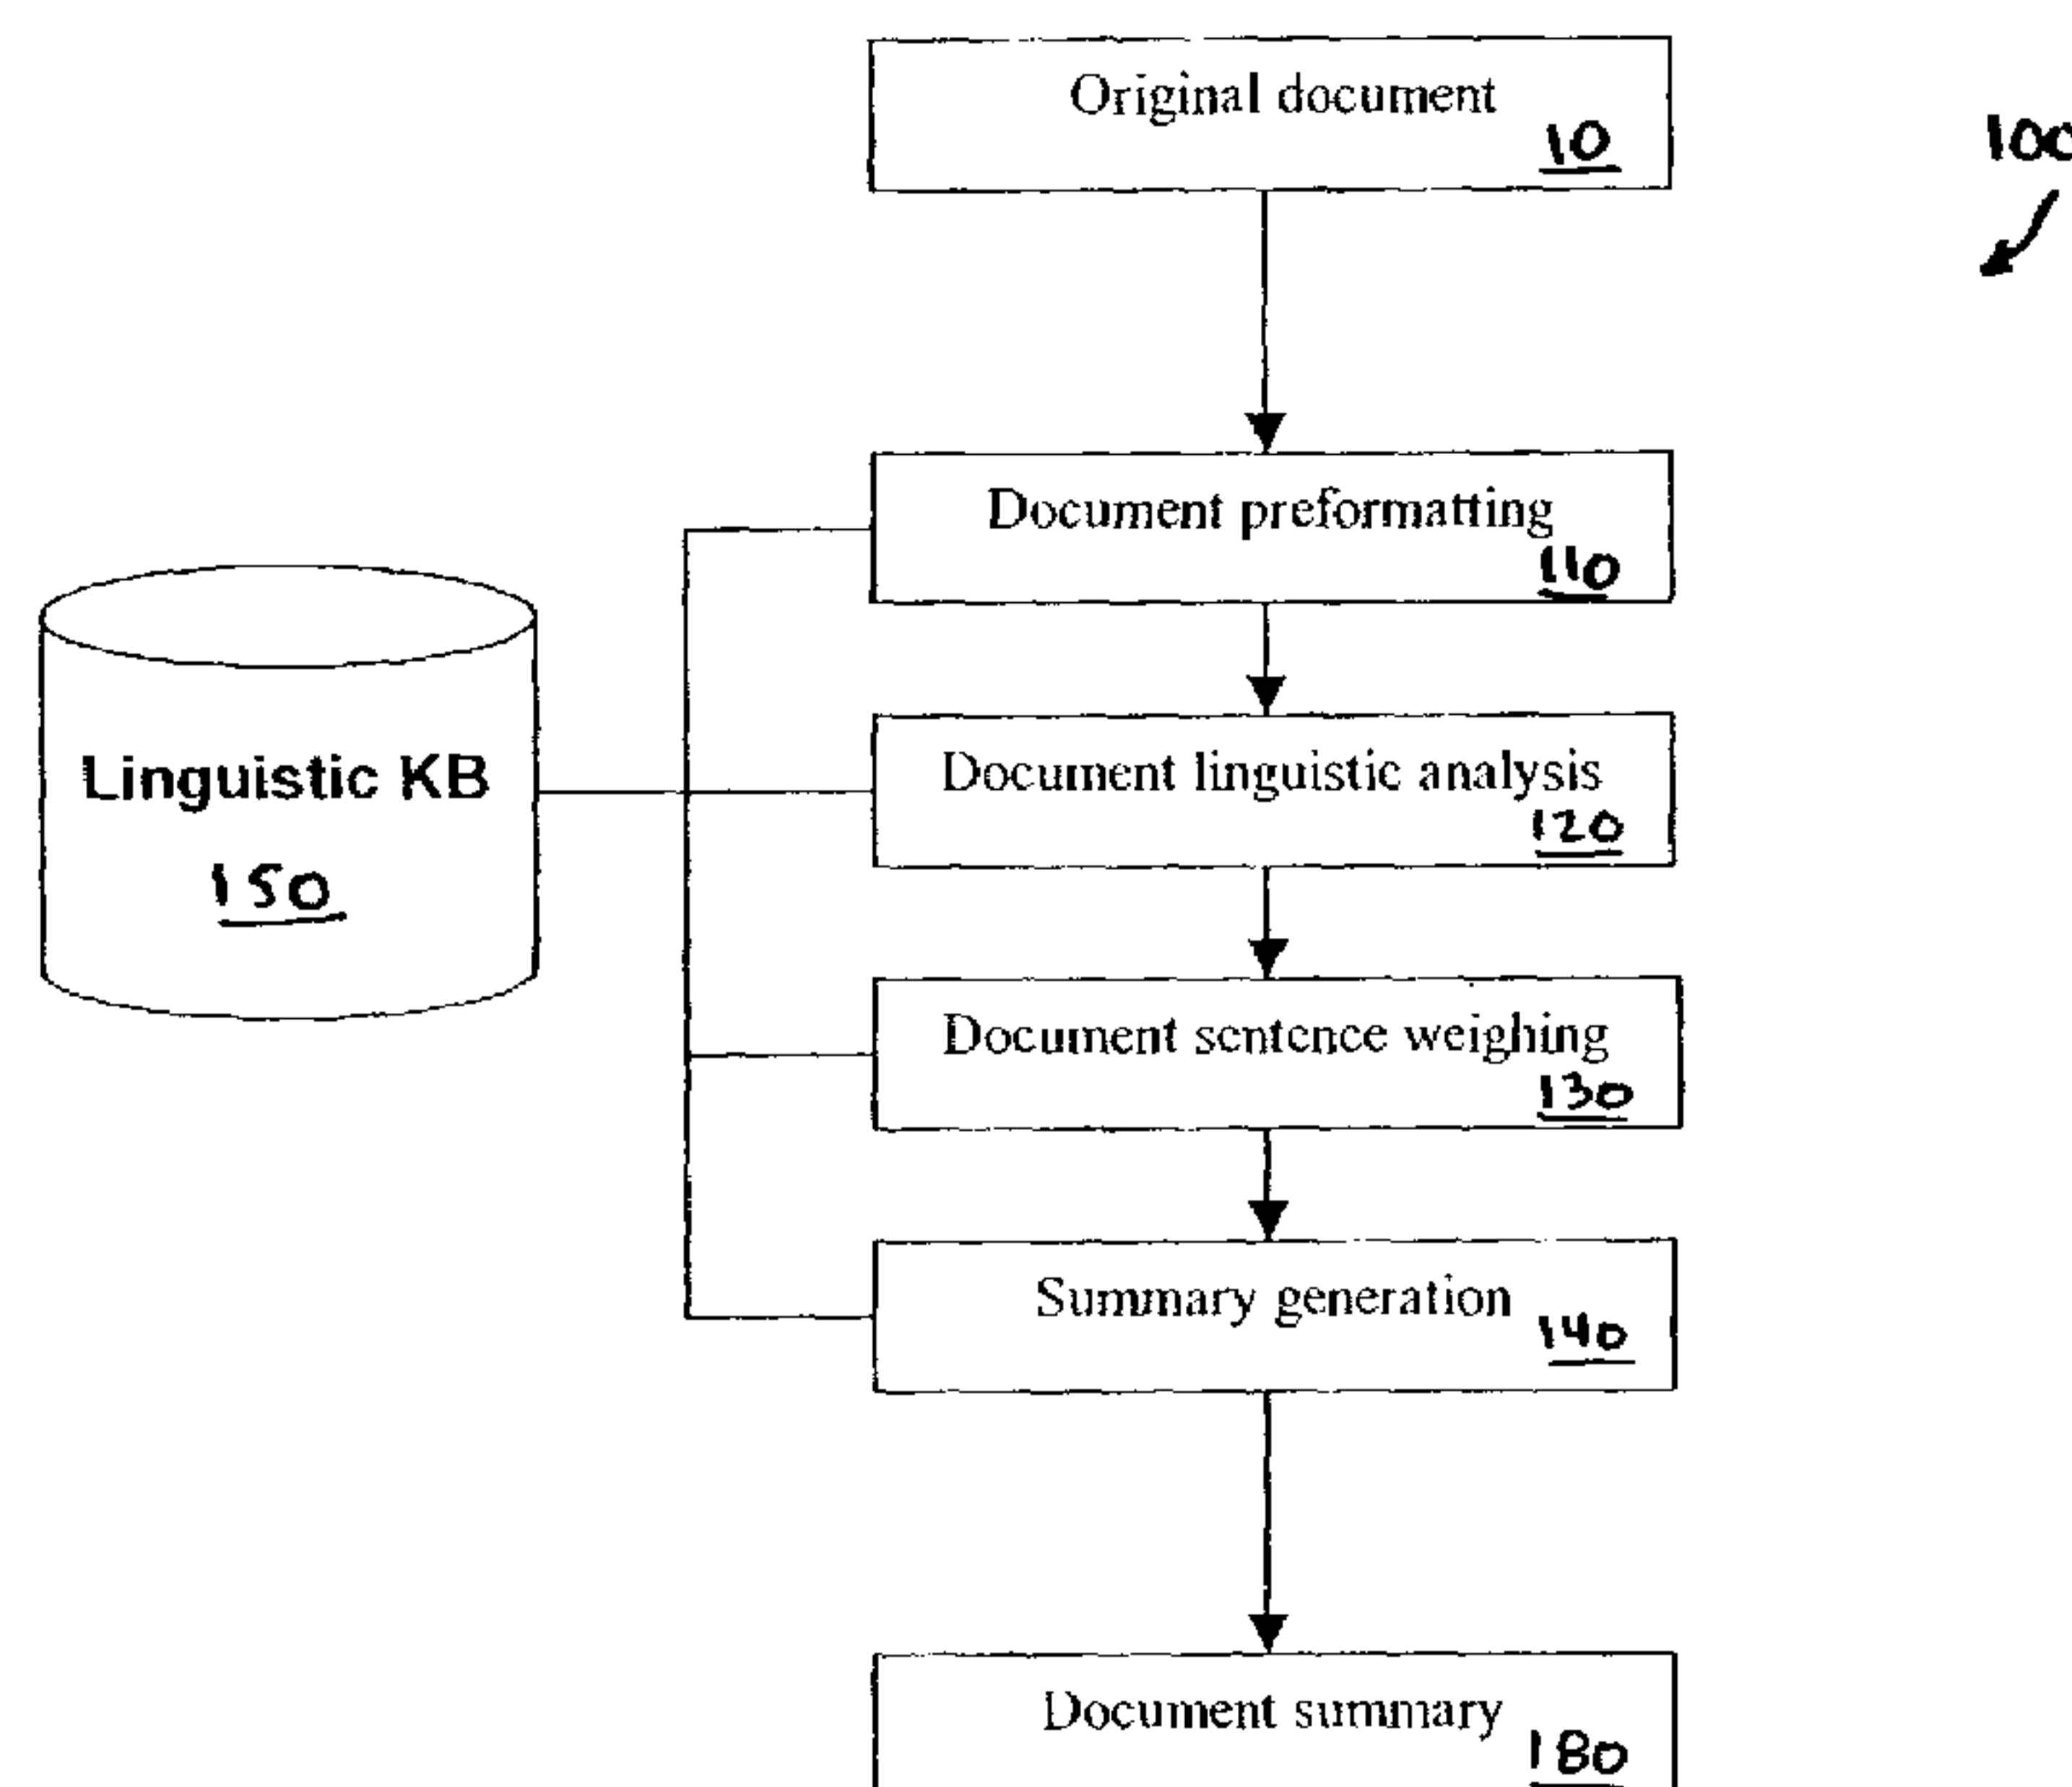 Original document
10
100
Document preformatting
110
Document linguistic analysis
120
Linguistic KB
150
Document sentence weighing
130
Summary generation
140
Document summary
180